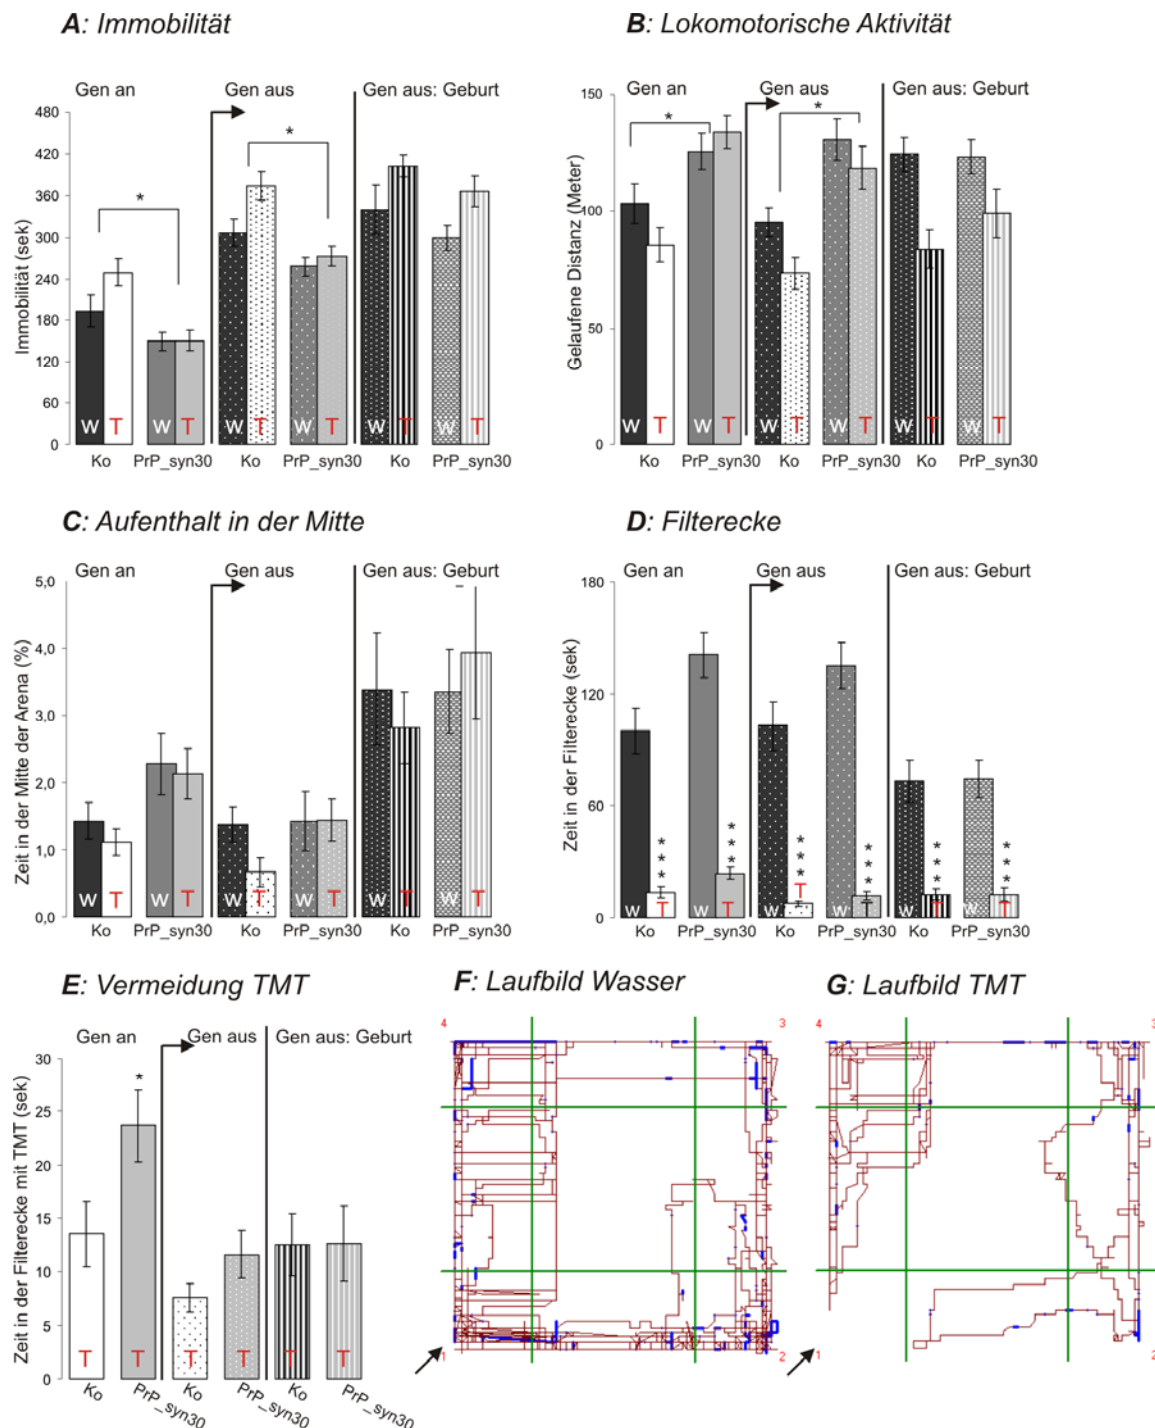 A: Immobilität
Gen an
Gen aus
Gen aus: Geburt
Immobilität (sek)
480
420
360
300
240
180
120
60
0
*
*
W T W T W T W T W T W T
Ko PrP_syn30 Ko PrP_syn30 Ko PrP_syn30
B: Lokomotorische Aktivität
Gen an
Gen aus
Gen aus: Geburt
Gelaufene Distanz (Meter)
150
100
50
0
*
*
W T W T W T W T W T W T
Ko PrP_syn30 Ko PrP_syn30 Ko PrP_syn30
C: Aufenthalt in der Mitte
Gen an
Gen aus
Gen aus: Geburt
Zeit in der Mitte der Arena (%)
5,0
4,0
3,0
2,0
1,0
0,0
W T W T W T W T W T W T
Ko PrP_syn30 Ko PrP_syn30 Ko PrP_syn30
D: Filterecke
Gen an
Gen aus
Gen aus: Geburt
Zeit in der Filterecke (sek)
180
120
60
0
*** *** *** *** *** ***
W T W T W T W T W T W T
Ko PrP_syn30 Ko PrP_syn30 Ko PrP_syn30
E: Vermeidung TMT
Gen an
Gen aus
Gen aus: Geburt
Zeit in der Filterecke mit TMT (sek)
30
25
20
15
10
5
0
*
T T T T T T
Ko PrP_syn30 Ko PrP_syn30 Ko PrP_syn30
F: Laufbild Wasser
4 3
1 2
G: Laufbild TMT
4 3
1 2